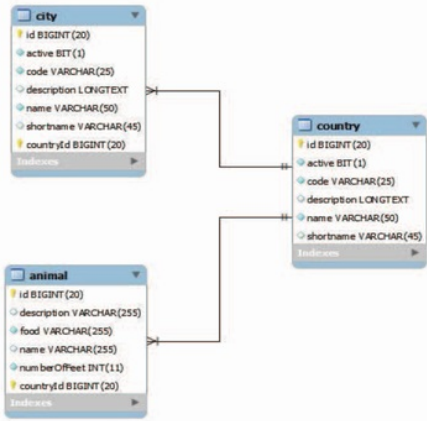 city
id BIGINT(20)
active BIT(1)
code VARCHAR(25)
description LONGTEXT
name VARCHAR(50)
shortname VARCHAR(45)
countryId BIGINT(20)
Indexes
country
id BIGINT(20)
active BIT(1)
code VARCHAR(25)
description LONGTEXT
name VARCHAR(50)
shortname VARCHAR(45)
Indexes
animal
id BIGINT(20)
description VARCHAR(255)
food VARCHAR(255)
name VARCHAR(255)
numberOfFeet INT(11)
countryId BIGINT(20)
Indexes